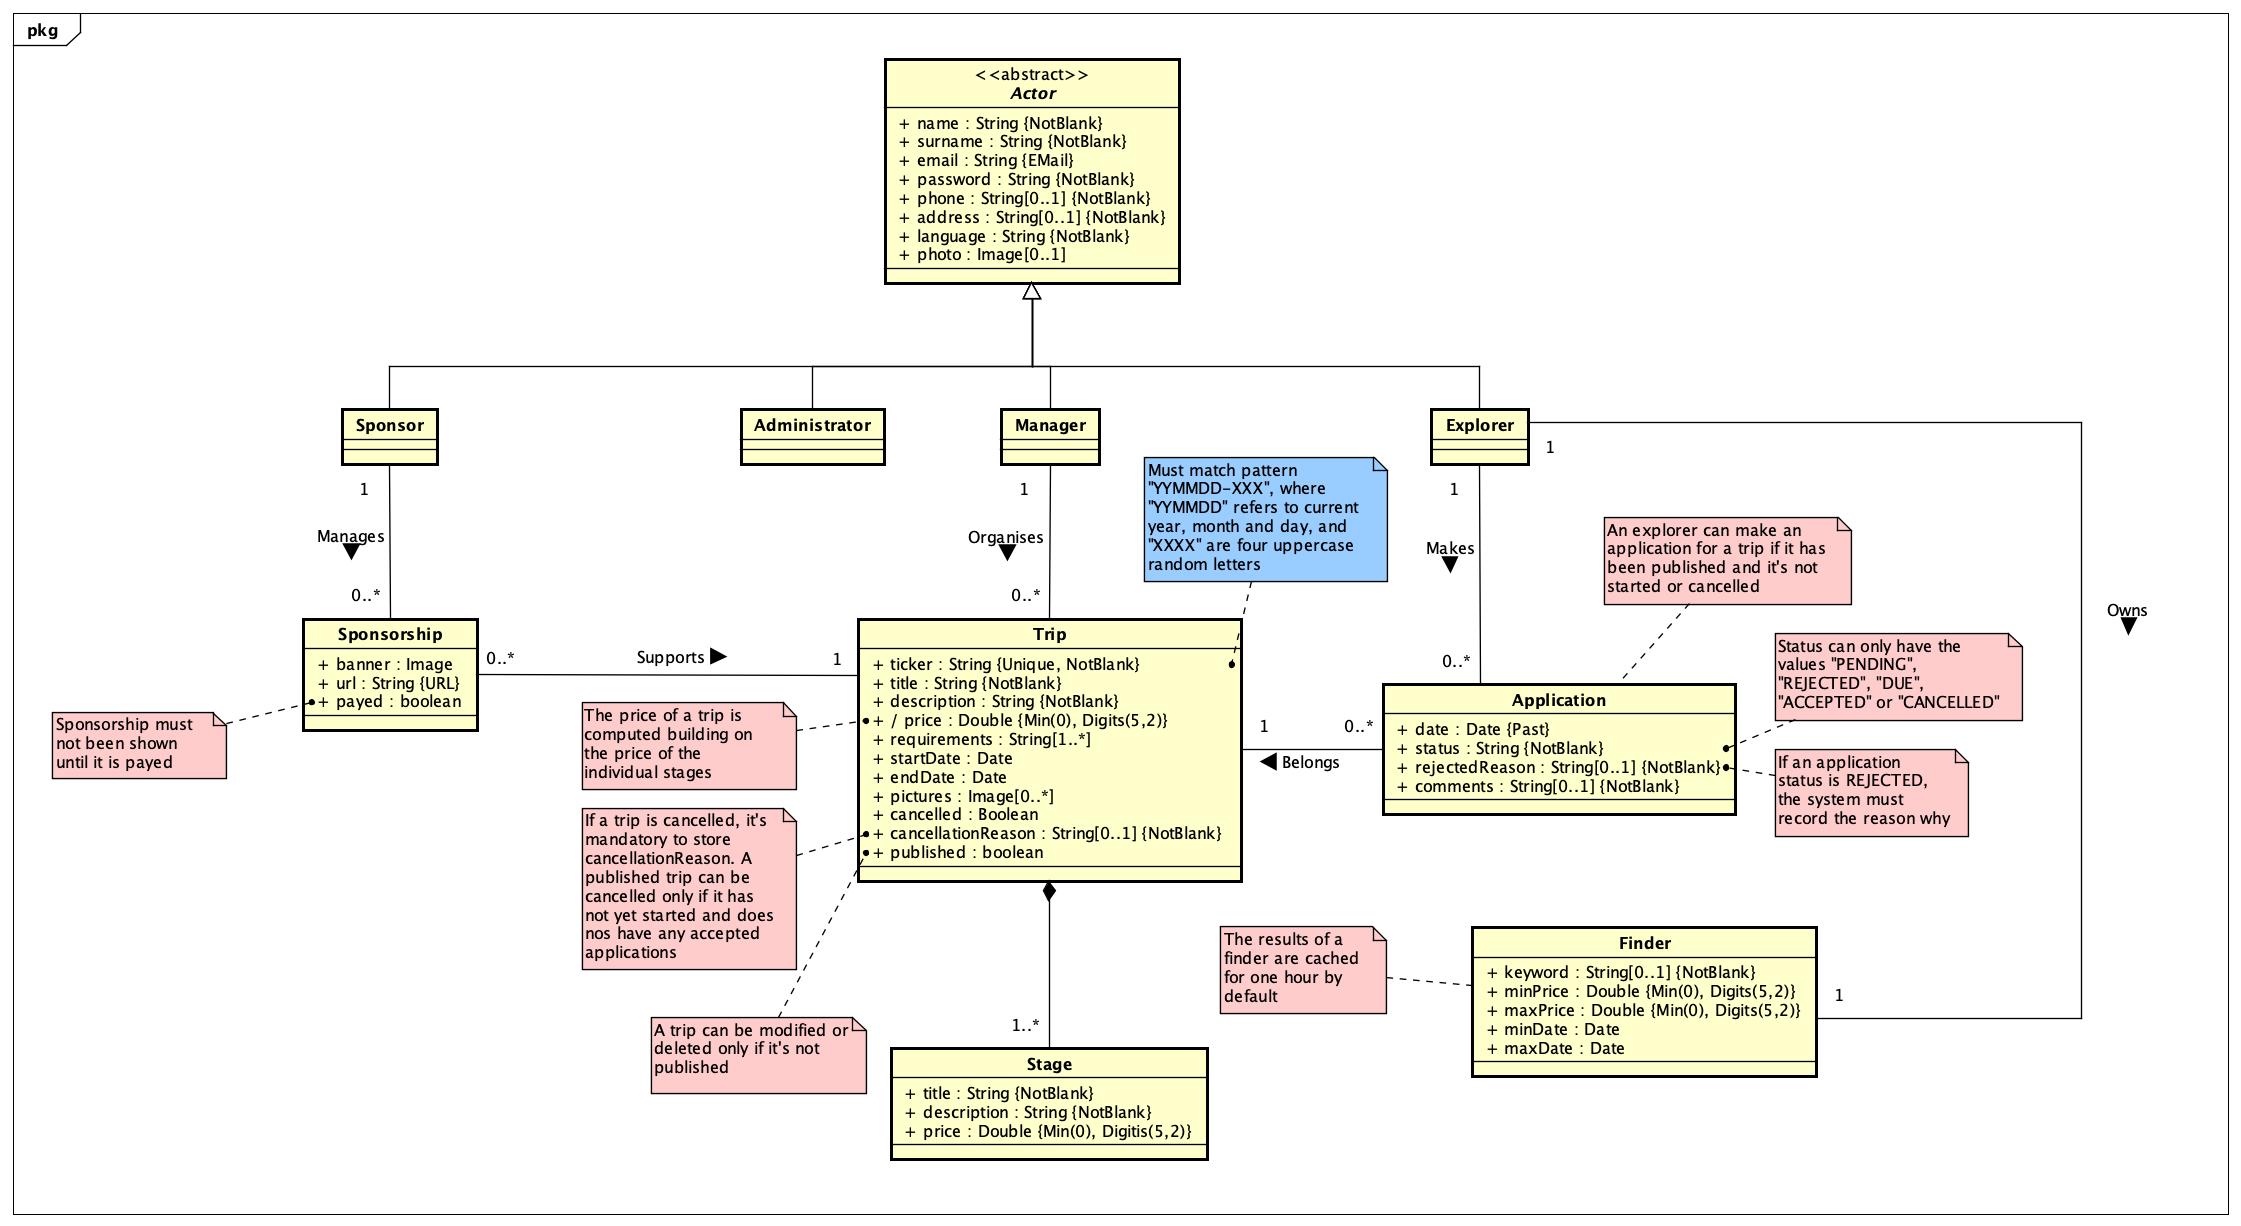 pkg
<<abstract>>
Actor
+ name : String {NotBlank}
+ surname : String {NotBlank}
+ email : String {EMail}
+ password : String {NotBlank}
+ phone : String[0..1] {NotBlank}
+ address : String[0..1] {NotBlank}
+ language : String {NotBlank}
+ photo : Image[0..1]
Sponsor
Administrator
Manager
Explorer
1
1
1
1
Manages
Organises
Makes
Owns
0..*
0..*
0..*
Must match pattern
"YYMMDD-XXX", where
"YYMMDD" refers to current
year, month and day, and
"XXXX" are four uppercase
random letters
An explorer can make an
application for a trip if it has
been published and it's not
started or cancelled
Status can only have the
values "PENDING",
"REJECTED", "DUE",
"ACCEPTED" or "CANCELLED"
If an application
status is REJECTED,
the system must
record the reason why
Sponsorship
+ banner : Image
+ url : String {URL}
+ payed : boolean
Sponsorship must
not been shown
until it is payed
0..*
Supports
1
Trip
+ ticker : String {Unique, NotBlank}
+ title : String {NotBlank}
+ description : String {NotBlank}
+ / price : Double {Min(0), Digits(5,2)}
+ requirements : String[1..*]
+ startDate : Date
+ endDate : Date
+ pictures : Image[0..*]
+ cancelled : Boolean
+ cancellationReason : String[0..1] {NotBlank}
+ published : boolean
The price of a trip is
computed building on
the price of the
individual stages
If a trip is cancelled, it's
mandatory to store
cancellationReason. A
published trip can be
cancelled only if it has
not yet started and does
nos have any accepted
applications
A trip can be modified or
deleted only if it's not
published
1
0..*
Belongs
Application
+ date : Date {Past}
+ status : String {NotBlank}
+ rejectedReason : String[0..1] {NotBlank}
+ comments : String[0..1] {NotBlank}
The results of a
finder are cached
for one hour by
default
Finder
+ keyword : String[0..1] {NotBlank}
+ minPrice : Double {Min(0), Digits(5,2)}
+ maxPrice : Double {Min(0), Digits(5,2)}
+ minDate : Date
+ maxDate : Date
1
1..*
Stage
+ title : String {NotBlank}
+ description : String {NotBlank}
+ price : Double {Min(0), Digitis(5,2)}